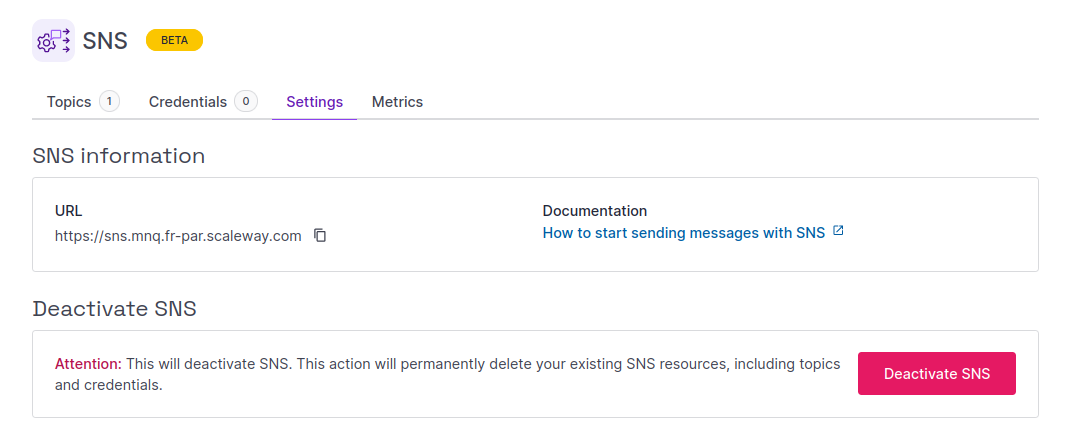 SNS BETA
Topics 1 Credentials 0 Settings Metrics
SNS information
URL
https://sns.mnq.fr-par.scaleway.com
Documentation
How to start sending messages with SNS
Deactivate SNS
Attention: This will deactivate SNS. This action will permanently delete your existing SNS resources, including topics
and credentials.
Deactivate SNS